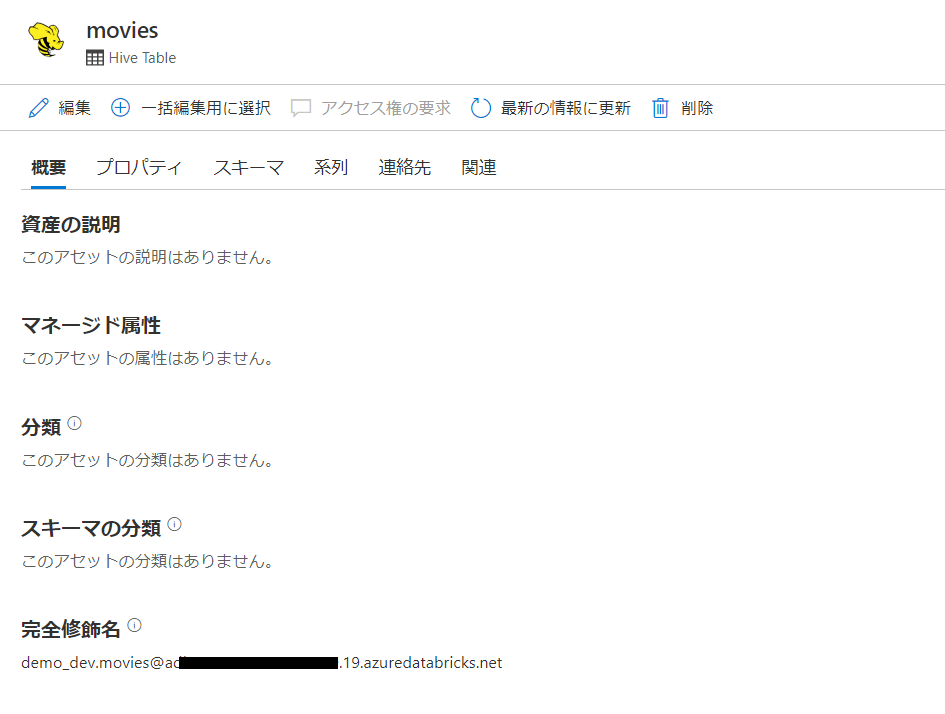 movies
Hive Table
編集 一括編集用に選択 アクセス権の要求 最新の情報に更新 削除
概要 プロパティ スキーマ 系列 連絡先 関連
資産の説明
このアセットの説明はありません。
マネージド属性
このアセットの属性はありません。
分類
このアセットの分類はありません。
スキーマの分類
このアセットの分類はありません。
完全修飾名
demo_dev.movies@ad .19.azuredatabricks.net